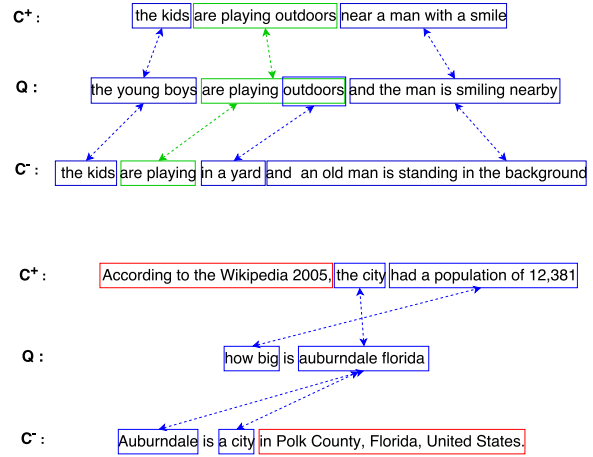 C+: the kids are playing outdoors near a man with a smile
Q : the young boys are playing outdoors and the man is smiling nearby
C-: the kids are playing in a yard and an old man is standing in the background
C+: According to the Wikipedia 2005, the city had a population of 12,381
Q: how big is auburndale florida
C-: Auburndale is a city in Polk County, Florida, United States.